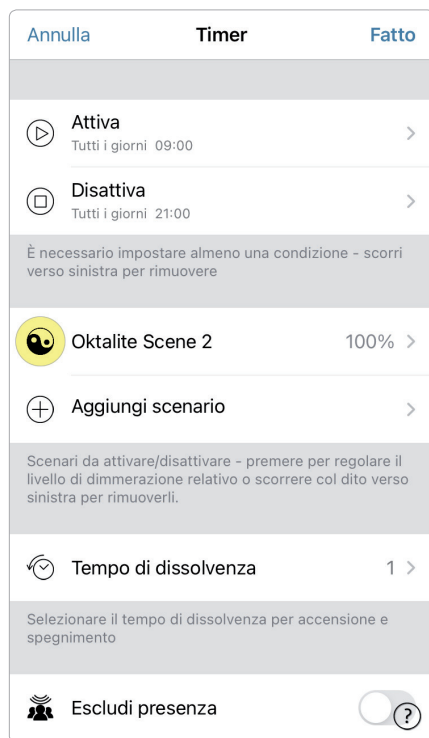 Annulla Timer Fatto
Attiva
Tutti i giorni 09:00
Disattiva
Tutti i giorni 21:00
È necessario impostare almeno una condizione - scorri
verso sinistra per rimuovere
Oktalite Scene 2 100%
Aggiungi scenario
Scenari da attivare/disattivare - premere per regolare il
livello di dimmerazione relativo o scorrere col dito verso
sinistra per rimuoverli.
Tempo di dissolvenza 1
Selezionare il tempo di dissolvenza per accensione e
spegnimento
Escludi presenza ?